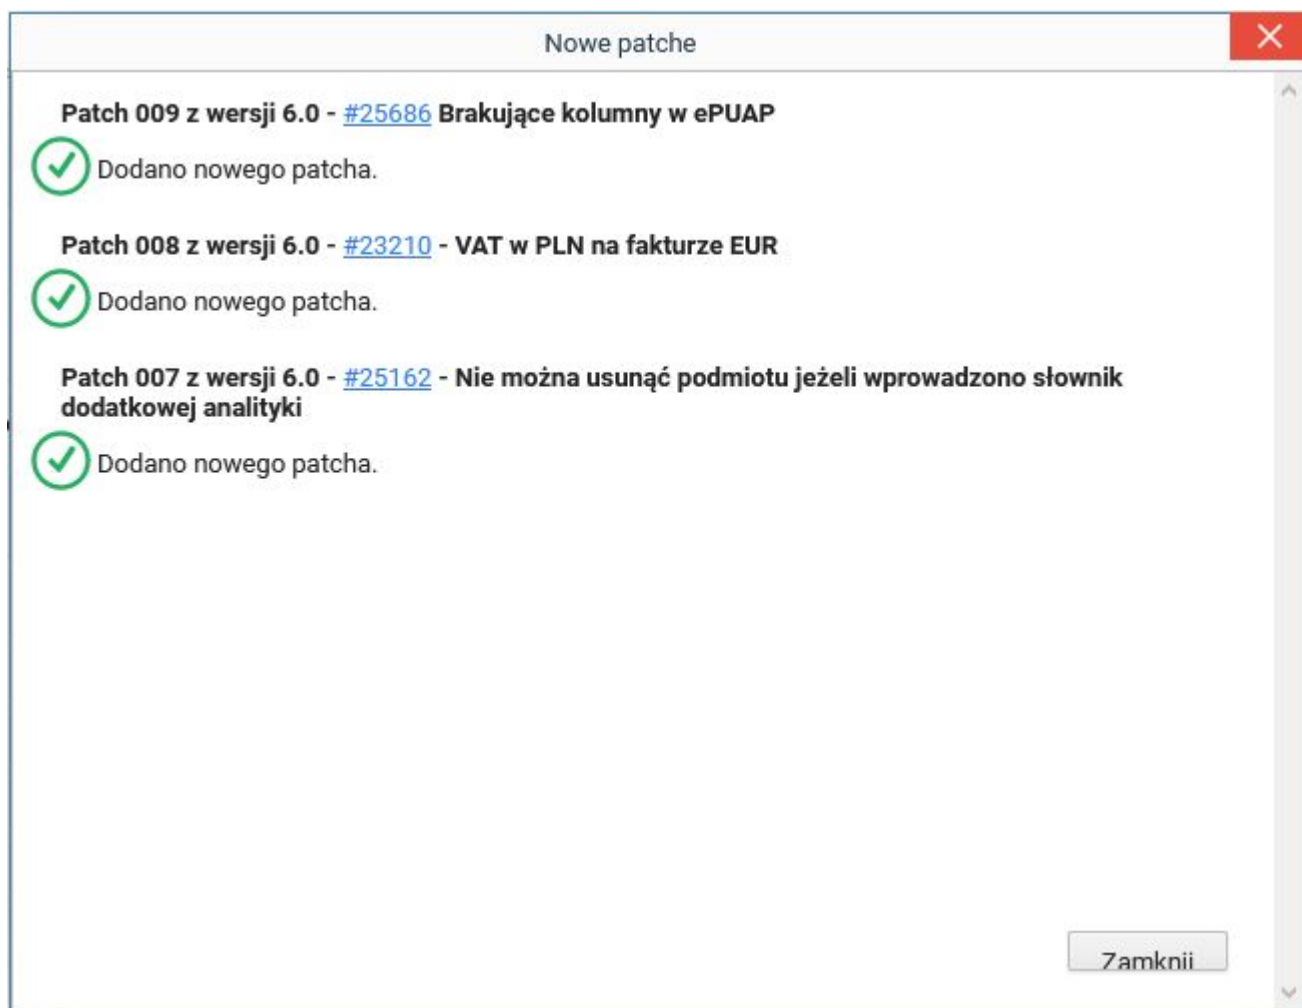 Nowe patche
Patch 009 z wersji 6.0 - #25686 Brakujące kolumny w ePUAP
Dodano nowego patcha.
Patch 008 z wersji 6.0 - #23210 - VAT w PLN na fakturze EUR
Dodano nowego patcha.
Patch 007 z wersji 6.0 - #25162 - Nie można usunąć podmiotu jeżeli wprowadzono słownik
dodatkowej analityki
Dodano nowego patcha.
Zamknij